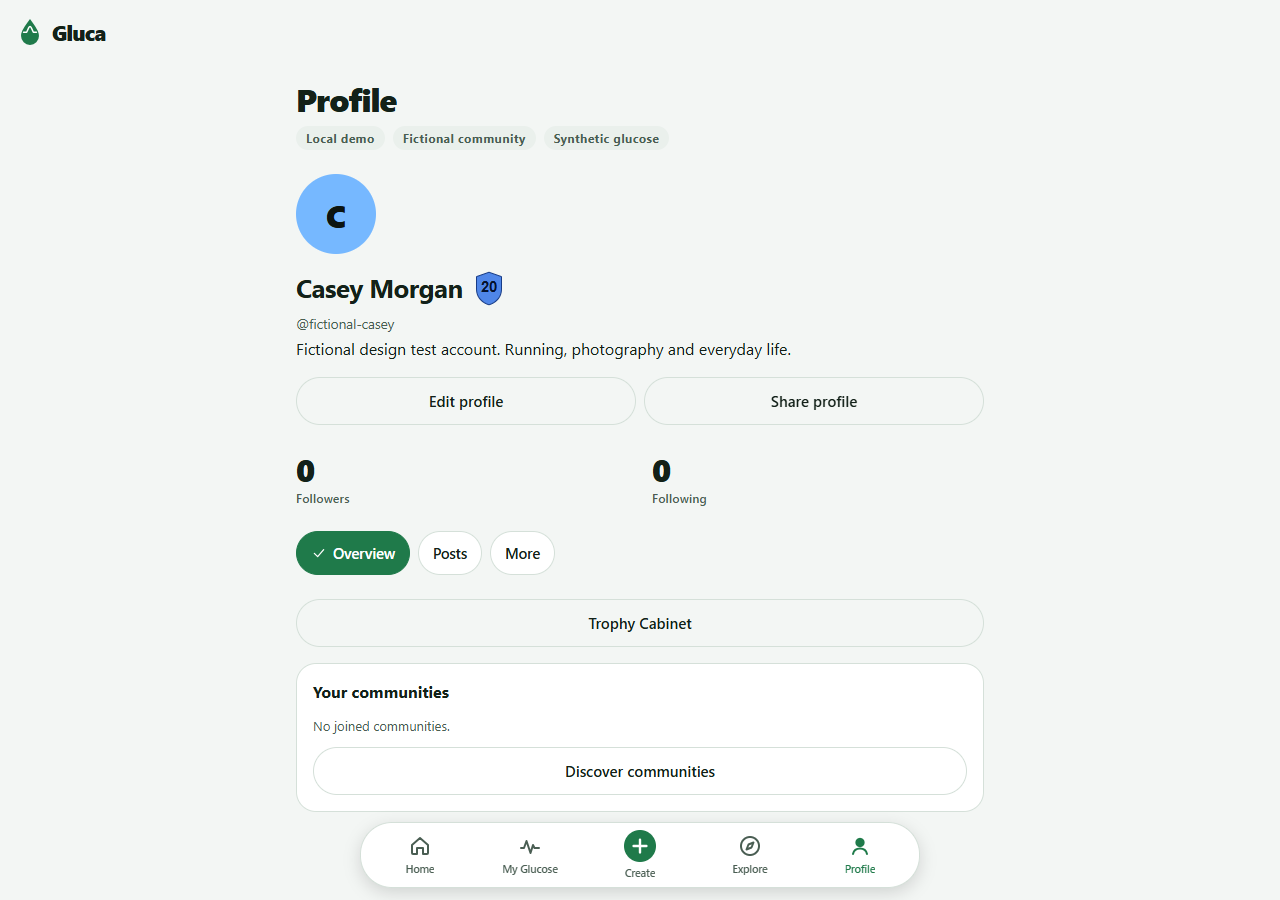 Gluca
Profile
Local demo Fictional community Synthetic glucose
C
Casey Morgan 20
@fictional-casey
Fictional design test account. Running, photography and everyday life.
Edit profile Share profile
0 0
Followers Following
Overview Posts More
Trophy Cabinet
Your communities
No joined communities.
Discover communities
Home My Glucose Create Explore Profile